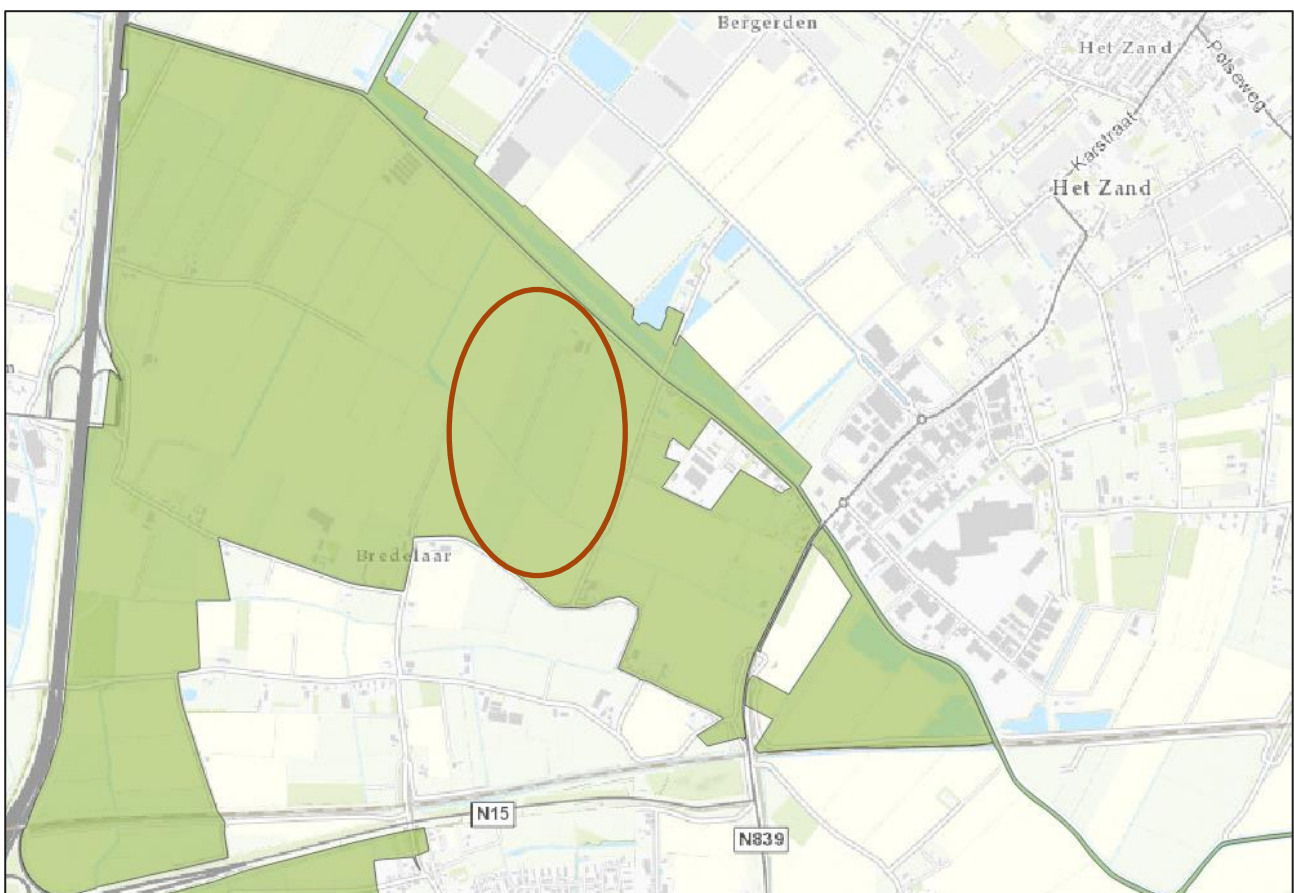 Bergerden
Het Zand
Polseweg
Karstraat
Het Zand
Bredelaar
N15
N839